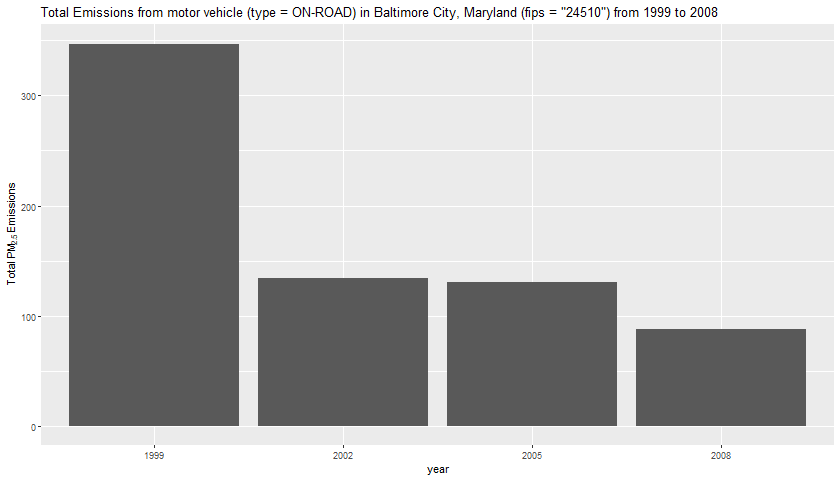 Total Emissions from motor vehicle (type = ON-ROAD) in Baltimore City, Maryland (fips = "24510") from 1999 to 2008
Total PM2.5 Emissions
300
200
100
0
1999 2002 2005 2008
year